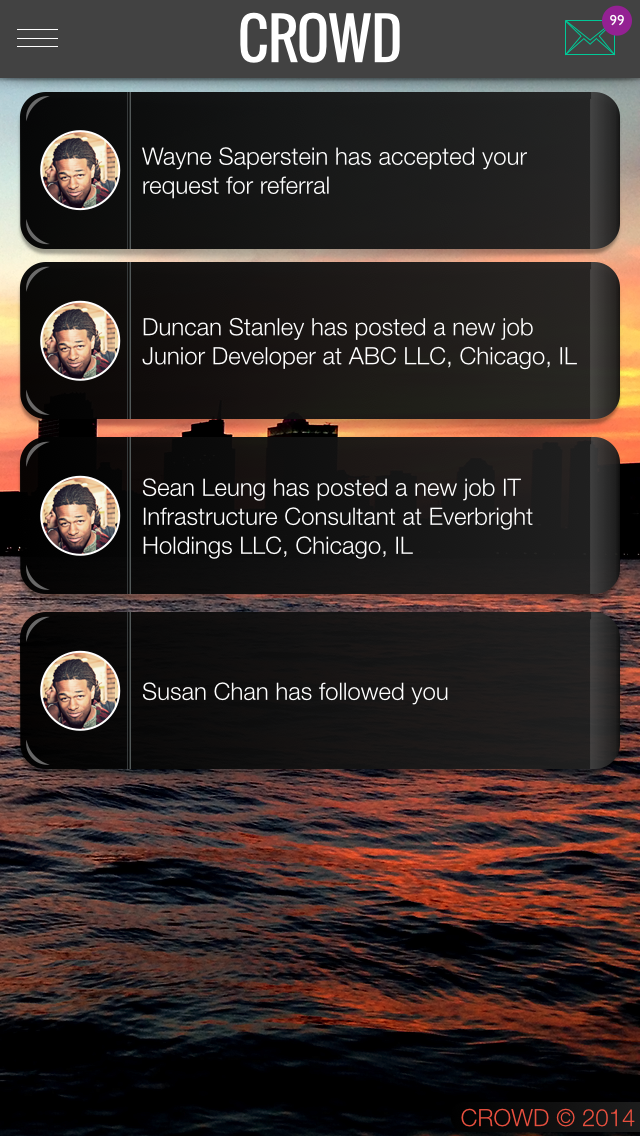 CROWD
99
Wayne Saperstein has accepted your
request for referral
Duncan Stanley has posted a new job
Junior Developer at ABC LLC, Chicago, IL
Sean Leung has posted a new job IT
Infrastructure Consultant at Everbright
Holdings LLC, Chicago, IL
Susan Chan has followed you
CROWD © 2014